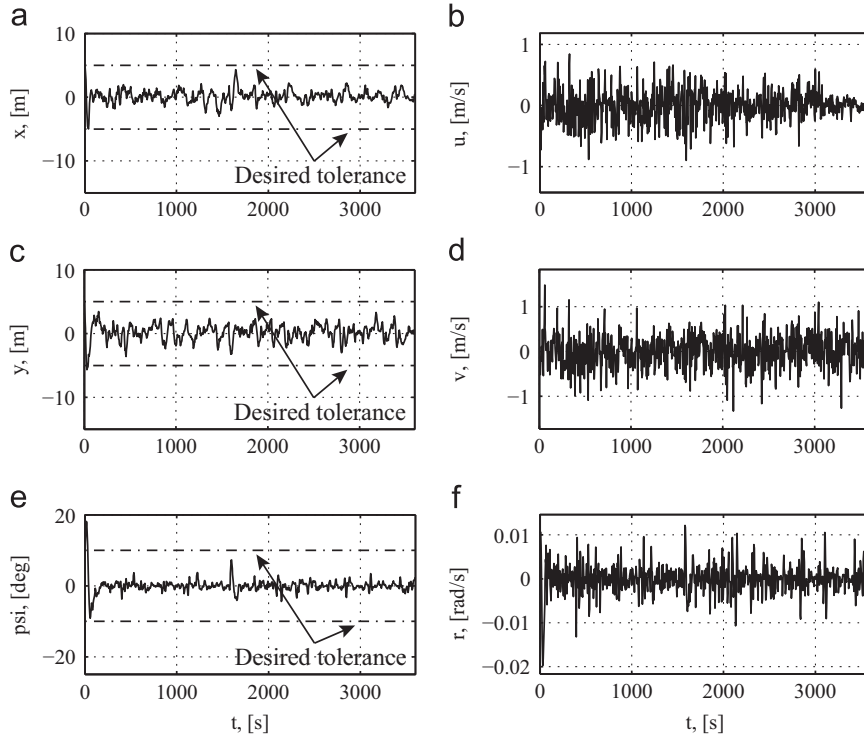 a
10
0
−10
x, [m]
Desired tolerance
0 1000 2000 3000
b
1
0
−1
u, [m/s]
0 1000 2000 3000
c
10
0
−10
y, [m]
Desired tolerance
0 1000 2000 3000
d
1
0
−1
v, [m/s]
0 1000 2000 3000
e
20
0
−20
psi, [deg]
Desired tolerance
0 1000 2000 3000
t, [s]
f
0.01
0
−0.01
−0.02
r, [rad/s]
0 1000 2000 3000
t, [s]